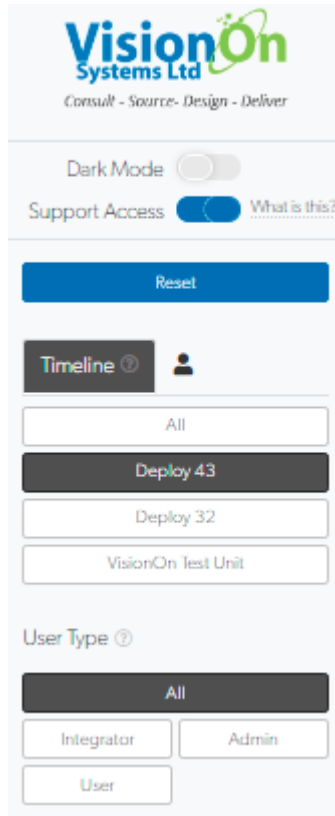 VisionOn
Systems Ltd
Consult - Source- Design - Deliver
Dark Mode
Support Access What is this?
Reset
Timeline ?
All
Deploy 43
Deploy 32
VisionOn Test Unit
User Type ?
All
Integrator Admin
User